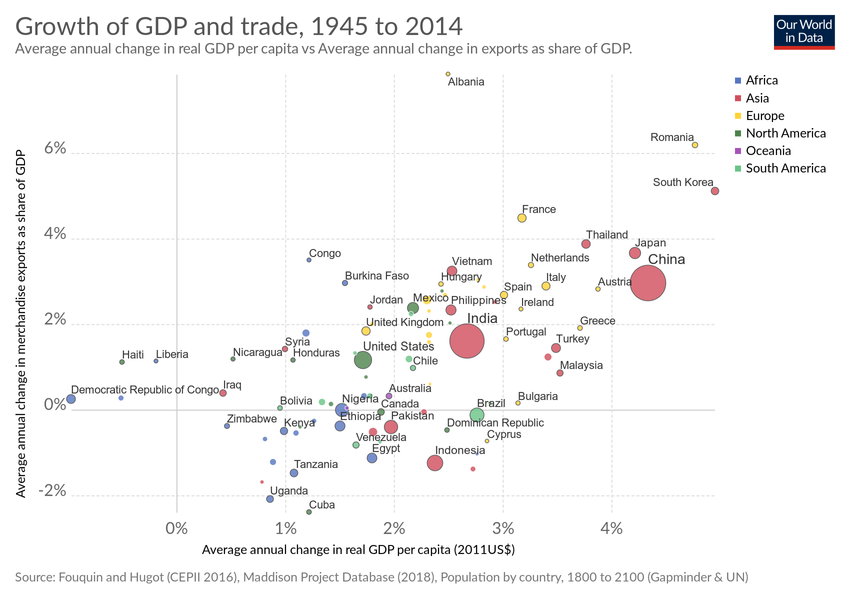 Growth of GDP and trade, 1945 to 2014
Average annual change in real GDP per capita vs Average annual change in exports as share of GDP.
Our World
in Data
Africa
Asia
Europe
North America
Oceania
South America
Average annual change in merchandise exports as share of GDP
6%
4%
2%
0%
-2%
Albania
Romania
South Korea
France
Thailand
Japan
Congo
Vietnam
Netherlands
China
Burkina Faso
Hungary
Italy
Austria
Spain
Jordan
Mexico
Philippines
Ireland
United Kingdom
India
Greece
Portugal
Syria
United States
Turkey
Haiti
Liberia
Nicaragua
Honduras
Chile
Malaysia
Democratic Republic of Congo
Iraq
Australia
Bolivia
Nigeria
Canada
Brazil
Bulgaria
Zimbabwe
Kenya
Ethiopia
Pakistan
Dominican Republic
Venezuela
Cyprus
Egypt
Indonesia
Tanzania
Uganda
Cuba
0%
1%
2%
3%
4%
Average annual change in real GDP per capita (2011US$)
Source: Fouquin and Hugot (CEPII 2016), Maddison Project Database (2018), Population by country, 1800 to 2100 (Gapminder & UN)